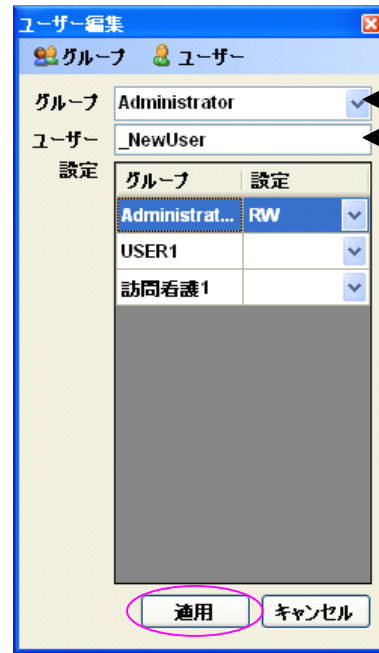 ユーザー編集
グループ ユーザー
グループ Administrator
ユーザー _NewUser
設定
グループ 設定
Administrat... RW
USER1
訪問看護1
適用 キャンセル